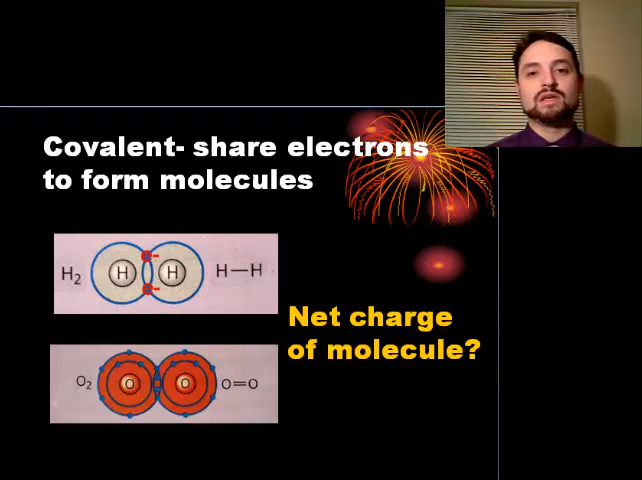 Covalent- share electrons
to form molecules
H2 H H e- e- H—H
Net charge
of molecule?
O2 O O O=O